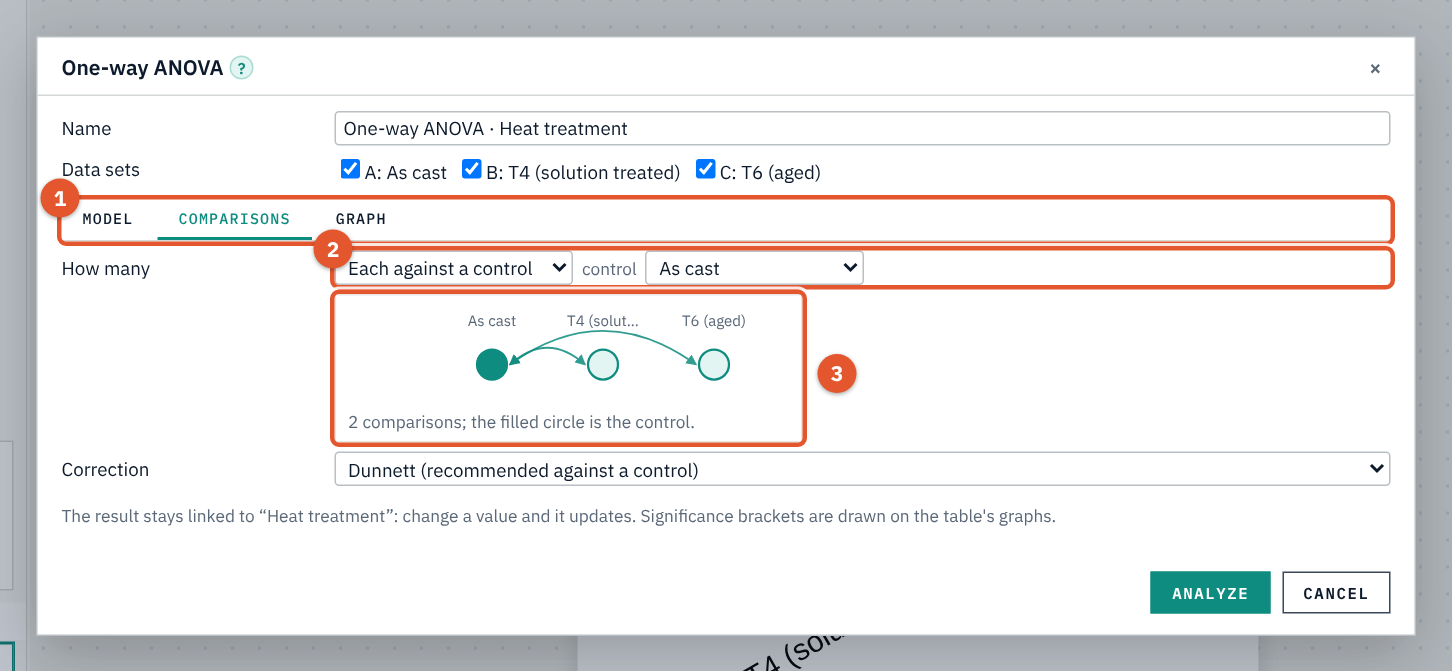 One-way ANOVA ?
×
Name
One-way ANOVA · Heat treatment
Data sets
A: As cast B: T4 (solution treated) C: T6 (aged)
1
MODEL COMPARISONS GRAPH
2
How many
Each against a control control As cast
As cast T4 (solut... T6 (aged)
3
2 comparisons; the filled circle is the control.
Correction
Dunnett (recommended against a control)
The result stays linked to “Heat treatment”: change a value and it updates. Significance brackets are drawn on the table's graphs.
ANALYZE CANCEL
T4 (solu